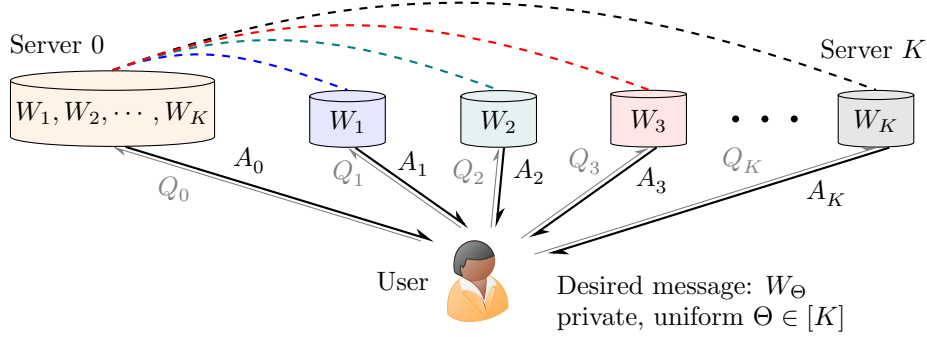 Server 0
Server K
W_1, W_2, ⋯, W_K
W_1
W_2
W_3
• • •
W_K
Q_0
A_0
Q_1
A_1
Q_2
A_2
Q_3
A_3
Q_K
A_K
User
Desired message: W_Θ
private, uniform Θ ∈ [K]